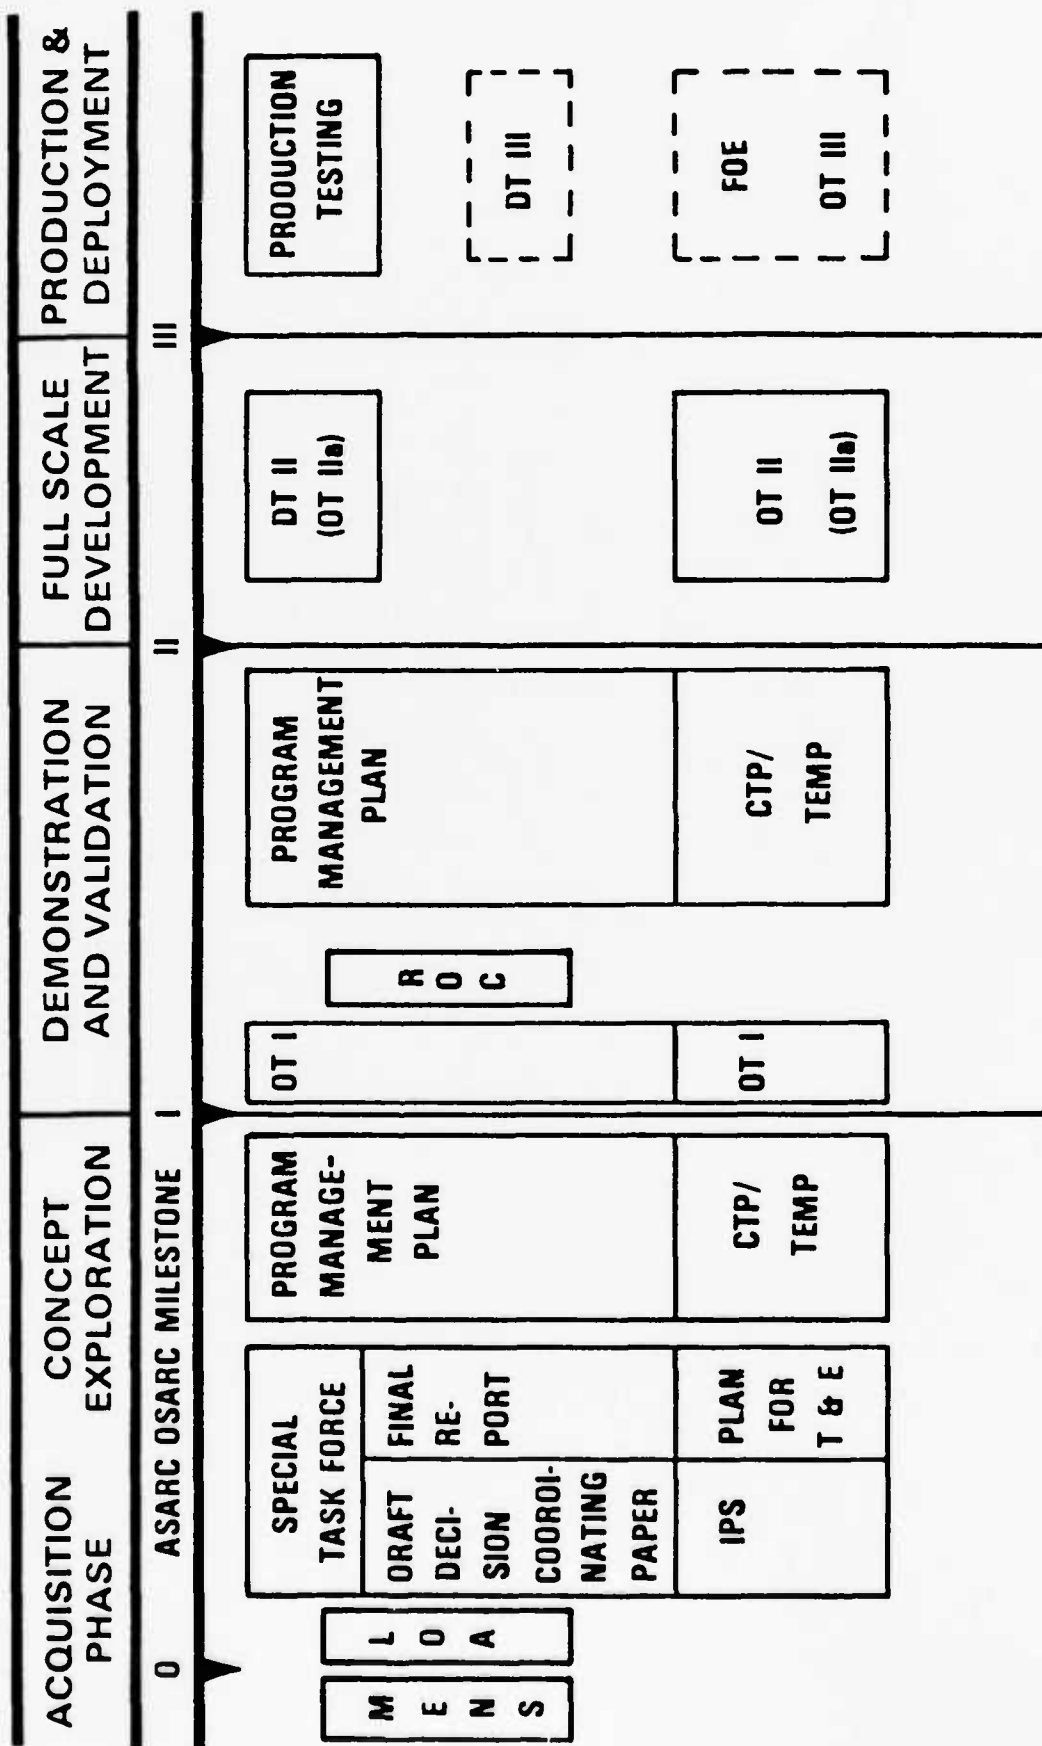 ACQUISITION
PHASE
CONCEPT
EXPLORATION
DEMONSTRATION
AND VALIDATION
FULL SCALE
DEVELOPMENT
PRODUCTION &
DEPLOYMENT
0
ASARC OSARC MILESTONE
I
II
III
MENS
LOA
SPECIAL
TASK FORCE
ORAFT
DECI-
SION
COOROI-
NATING
PAPER
FINAL
RE-
PORT
IPS
PLAN
FOR
T & E
PROGRAM
MANAGE-
MENT
PLAN
CTP/
TEMP
OT I
OT I
ROC
PROGRAM
MANAGEMENT
PLAN
CTP/
TEMP
DT II
(OT IIa)
OT II
(OT IIa)
PROOUCTION
TESTING
DT III
FOE
OT III